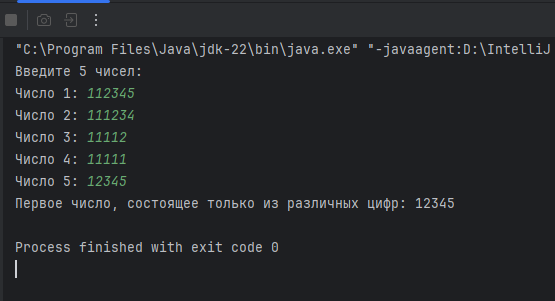 "C:\Program Files\Java\jdk-22\bin\java.exe" "-javaagent:D:\IntelliJ
Введите 5 чисел:
Число 1: 112345
Число 2: 111234
Число 3: 11112
Число 4: 11111
Число 5: 12345
Первое число, состоящее только из различных цифр: 12345
Process finished with exit code 0